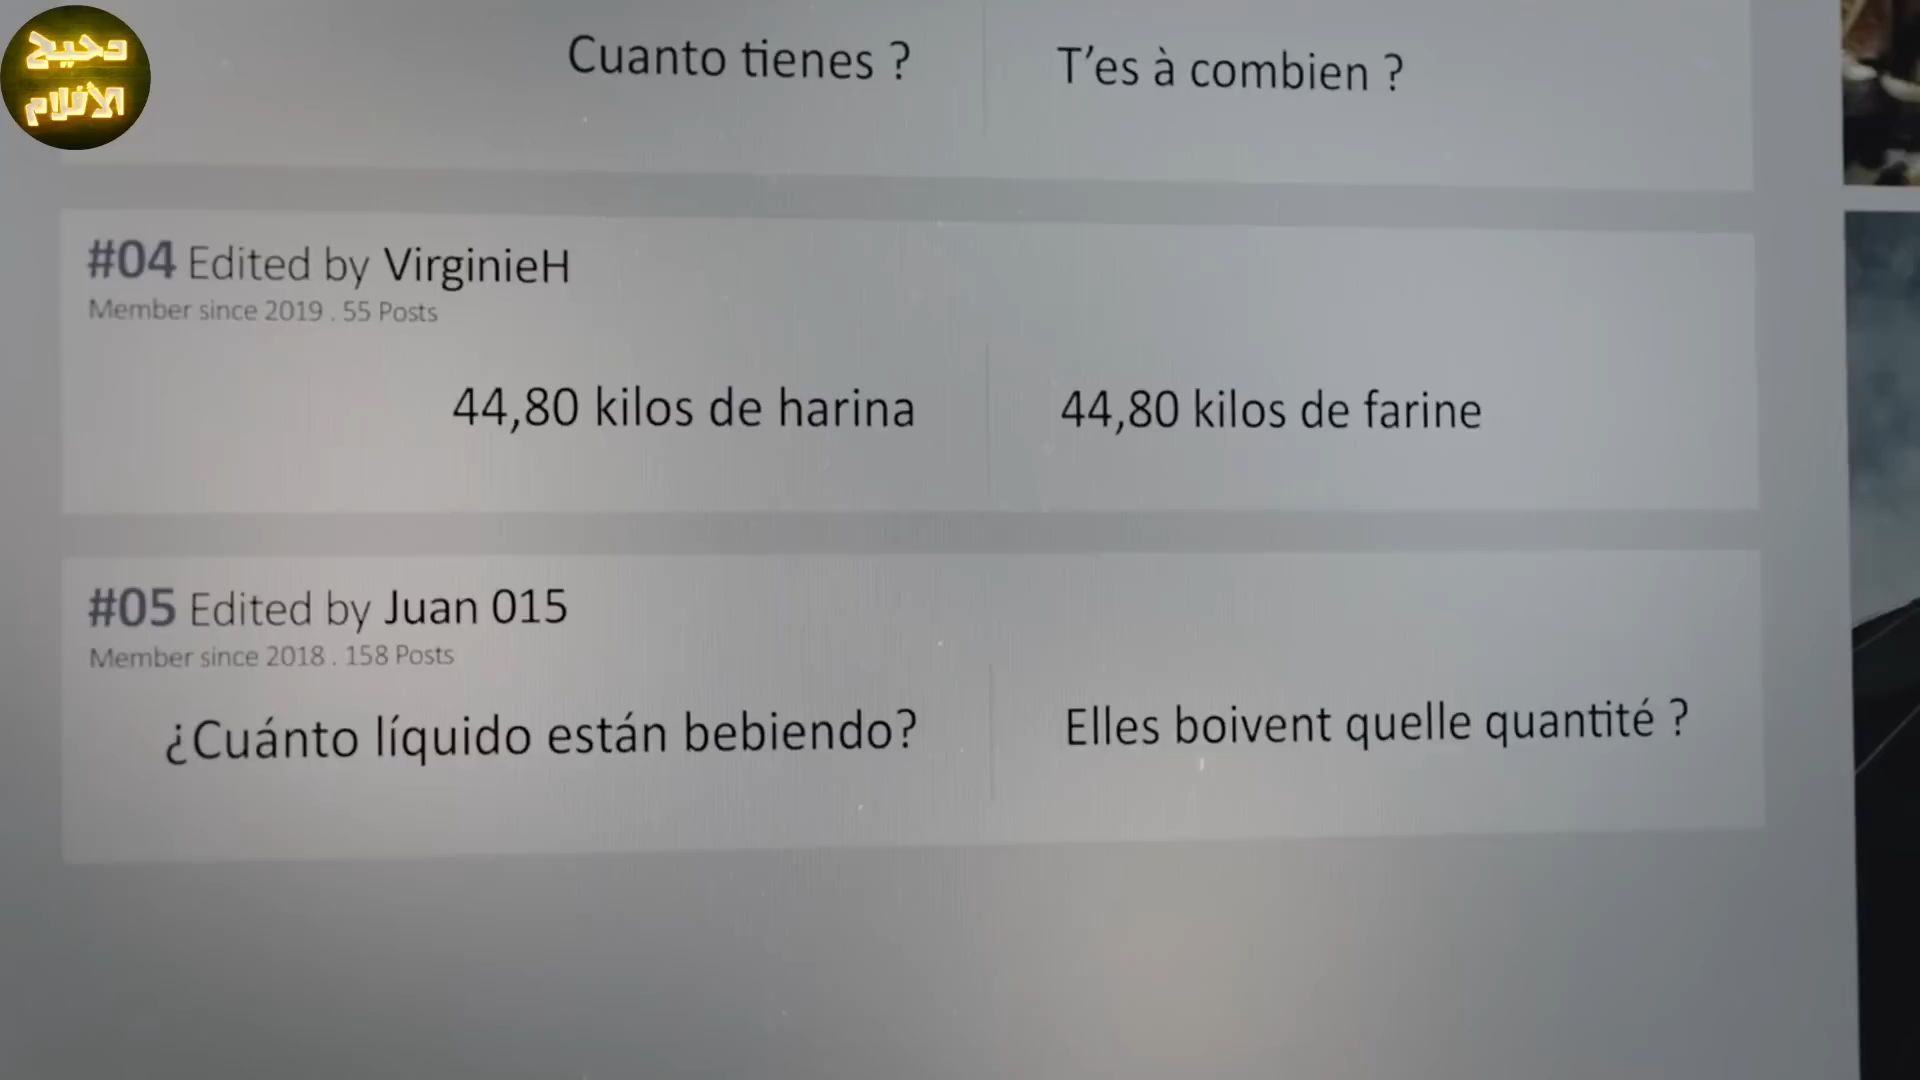 دحيح
الأفلام
Cuanto tienes ?
T’es à combien ?
#04 Edited by VirginieH
Member since 2019 . 55 Posts
44,80 kilos de harina
44,80 kilos de farine
#05 Edited by Juan 015
Member since 2018 . 158 Posts
¿Cuánto líquido están bebiendo?
Elles boivent quelle quantité ?